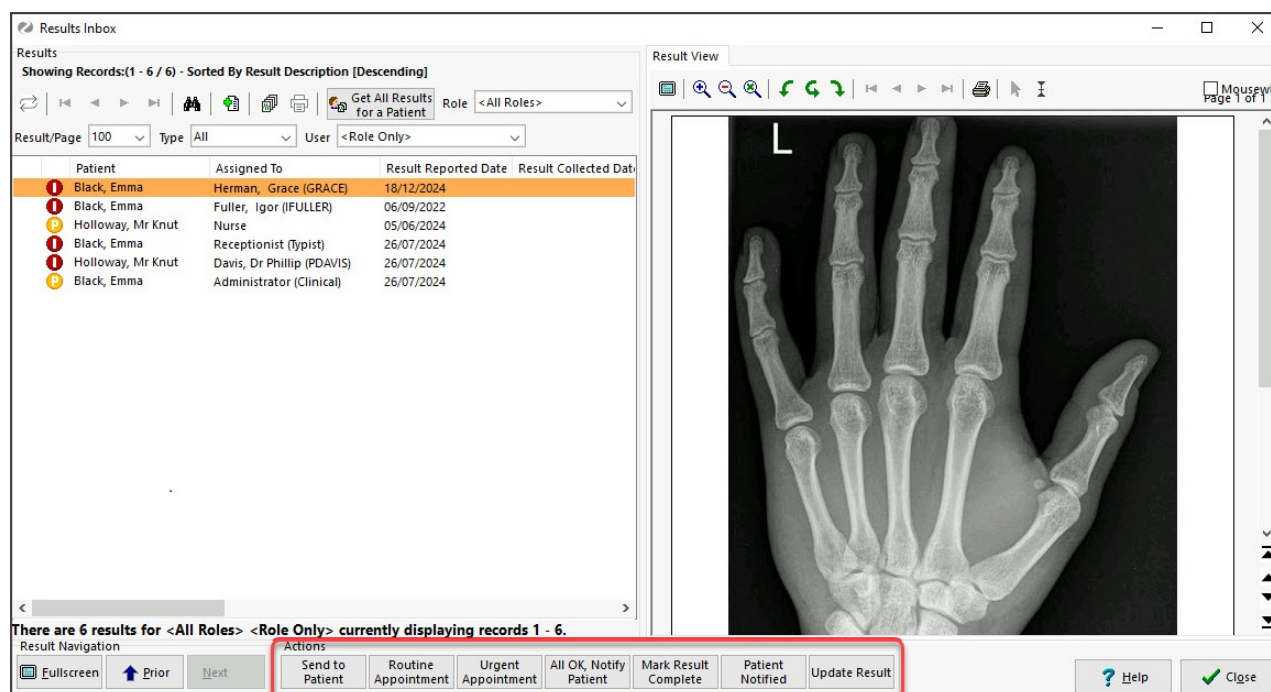 Results Inbox
Results
Showing Records:(1 - 6 / 6) - Sorted By Result Description [Descending]
Get All Results for a Patient
Role <All Roles>
Result/Page 100 Type All User <Role Only>
Patient Assigned To Result Reported Date Result Collected Dat
I Black, Emma Herman, Grace (GRACE) 18/12/2024
I Black, Emma Fuller, Igor (IFULLER) 06/09/2022
P Holloway, Mr Knut Nurse 05/06/2024
I Black, Emma Receptionist (Typist) 26/07/2024
I Holloway, Mr Knut Davis, Dr Phillip (PDAVIS) 26/07/2024
P Black, Emma Administrator (Clinical) 26/07/2024
There are 6 results for <All Roles> <Role Only> currently displaying records 1 - 6.
Result View
Mousewh
Page 1 of 1
L
Result Navigation
Fullscreen Prior Next
Actions
Send to Patient
Routine Appointment
Urgent Appointment
All OK, Notify Patient
Mark Result Complete
Patient Notified
Update Result
? Help
Close